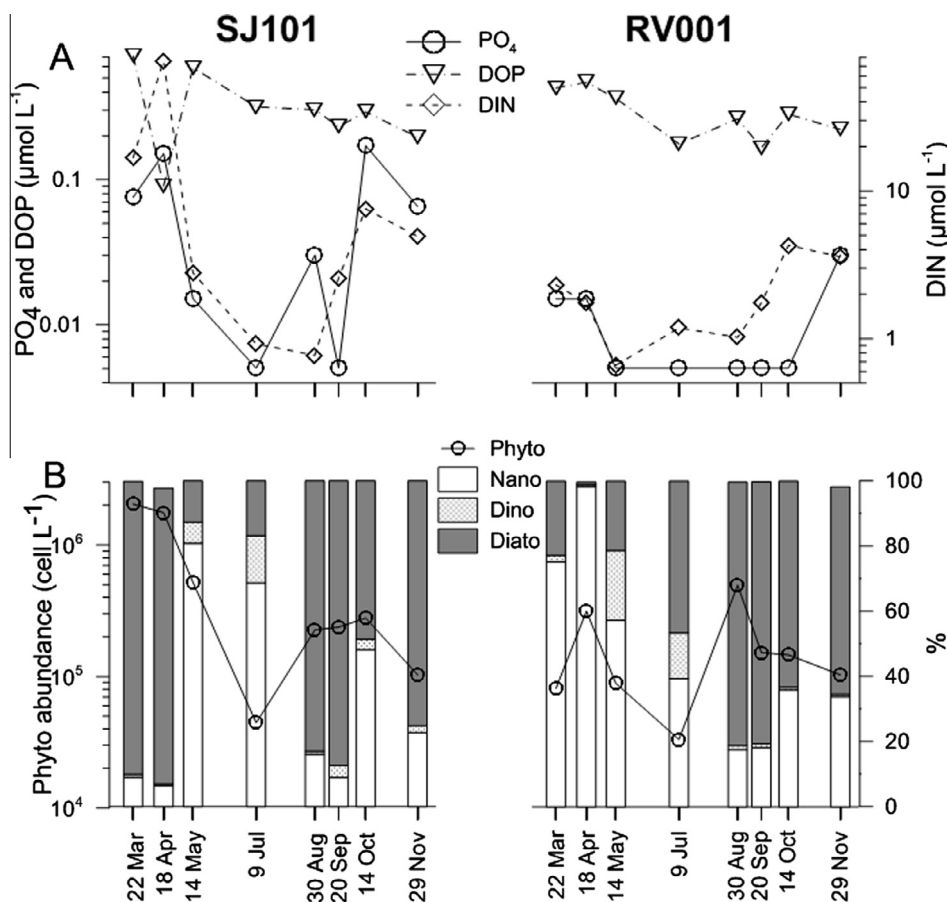 SJ101
RV001
A
PO4
DOP
DIN
PO4 and DOP (µmol L-1)
0.1
0.01
DIN (µmol L-1)
10
1
B
Phyto
Nano
Dino
Diato
Phyto abundance (cell L-1)
10^6
10^5
10^4
100
80
60
40
20
0
%
22 Mar
18 Apr
14 May
9 Jul
30 Aug
20 Sep
14 Oct
29 Nov
22 Mar
18 Apr
14 May
9 Jul
30 Aug
20 Sep
14 Oct
29 Nov